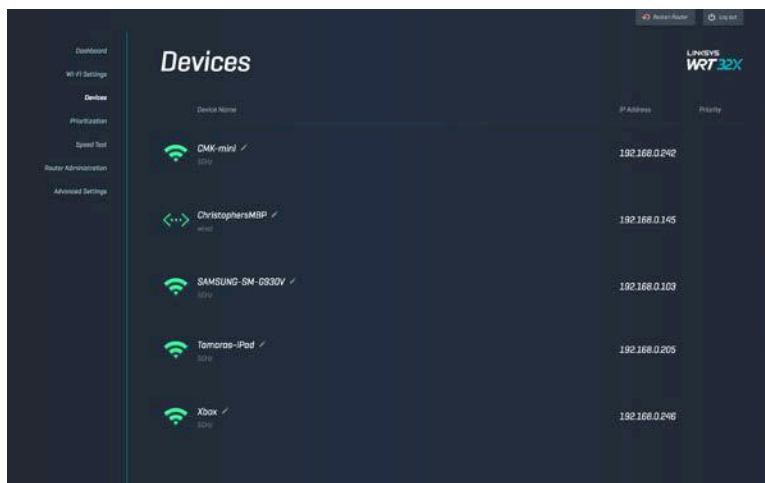 Restart Router
Log out
Dashboard
Wi-Fi Settings
Devices
Prioritization
Speed Test
Router Administration
Advanced Settings
Devices
LINKSYS
WRT 32X
Device Name
IP Address
Priority
CMK-mini
5GHz
192.168.0.242
ChristophersMBP
wired
192.168.0.145
SAMSUNG-SM-G930V
5GHz
192.168.0.103
Tamaras-iPad
5GHz
192.168.0.205
Xbox
5GHz
192.168.0.246